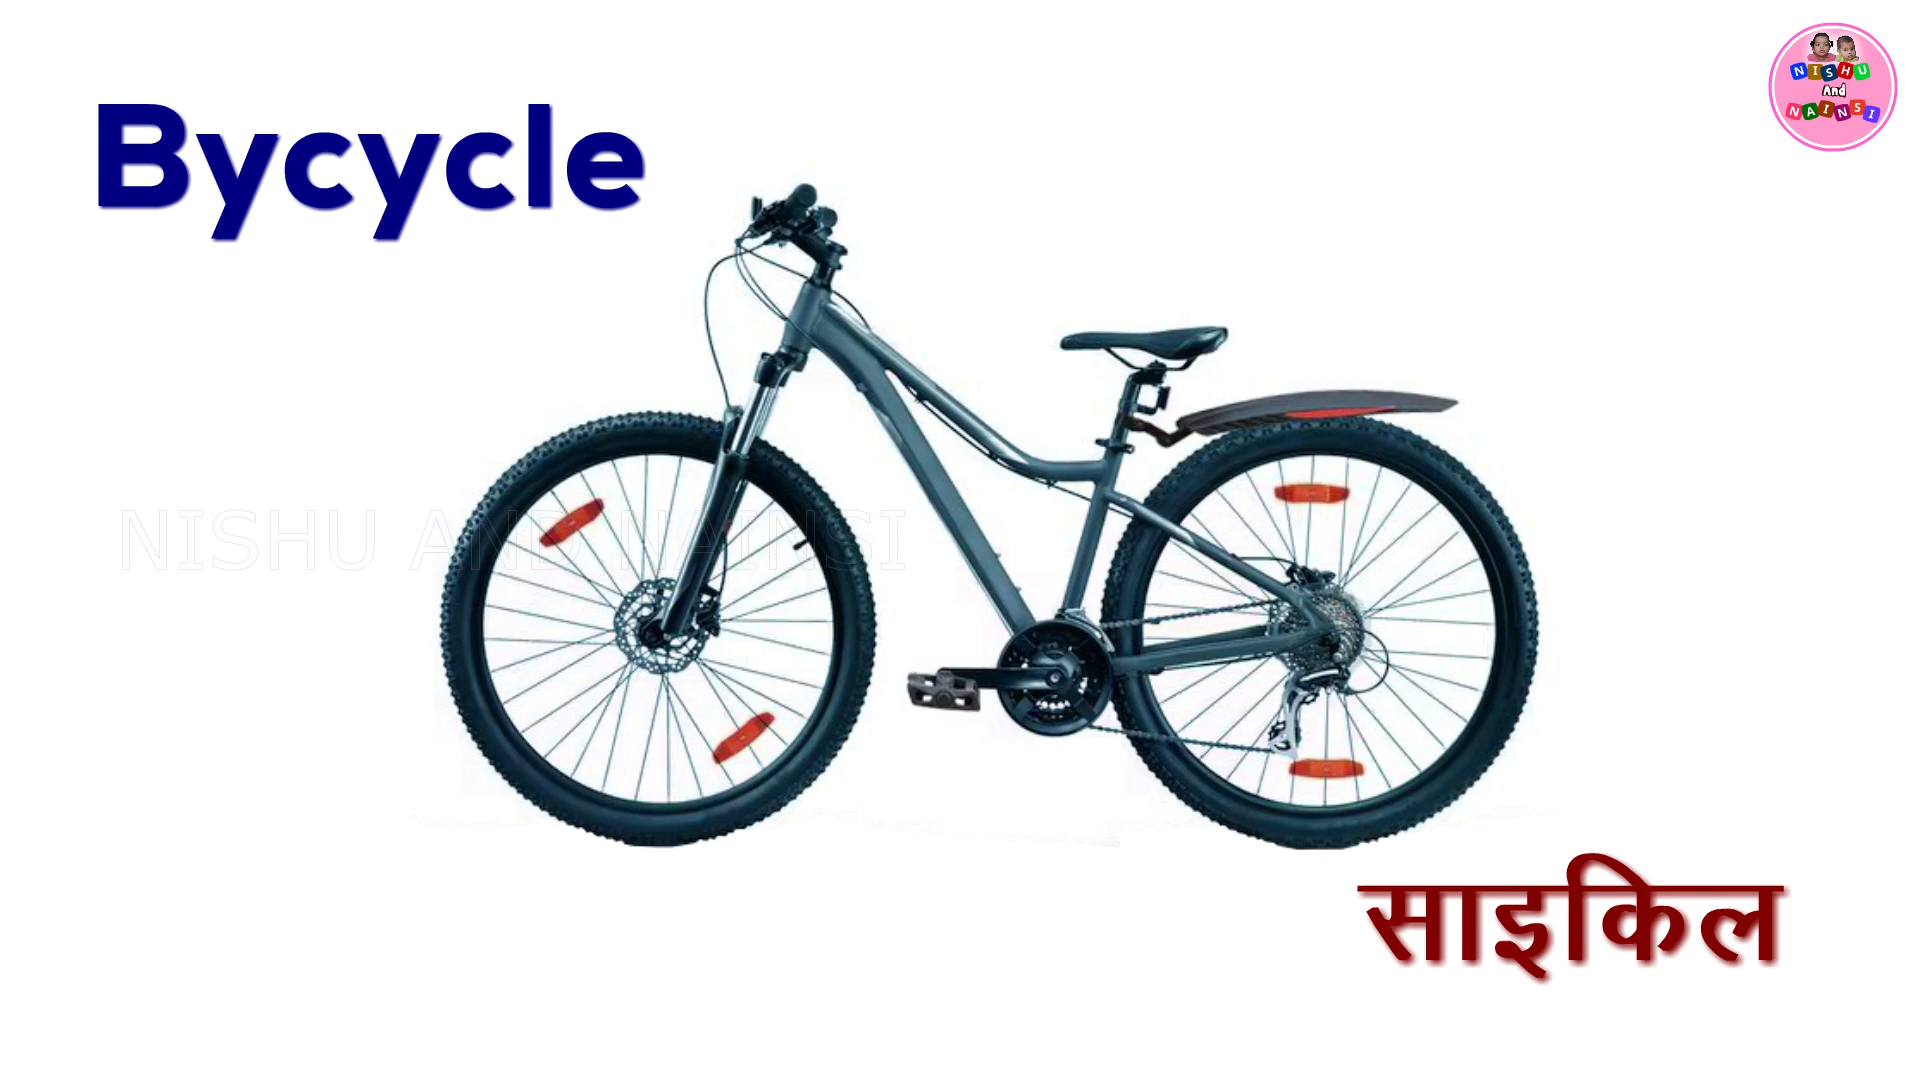 Bycycle
NISHU
And
NAINSI
NISHU AND NAINSI
साइकिल